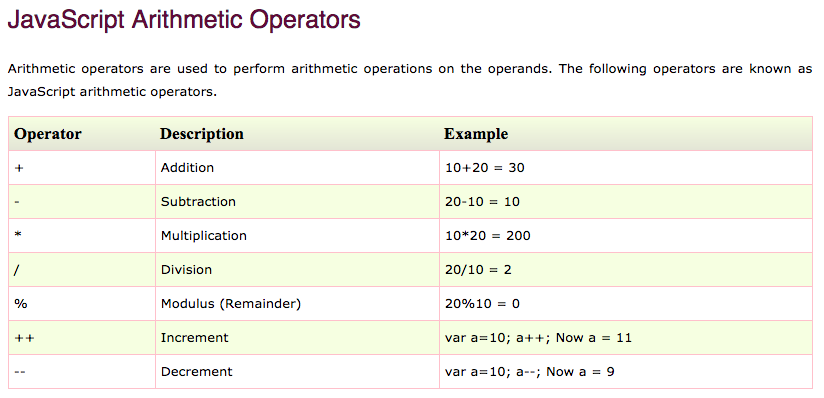 JavaScript Arithmetic Operators
Arithmetic operators are used to perform arithmetic operations on the operands. The following operators are known as
JavaScript arithmetic operators.
Operator Description Example
+ Addition 10+20 = 30
- Subtraction 20-10 = 10
* Multiplication 10*20 = 200
/ Division 20/10 = 2
% Modulus (Remainder) 20%10 = 0
++ Increment var a=10; a++; Now a = 11
-- Decrement var a=10; a--; Now a = 9